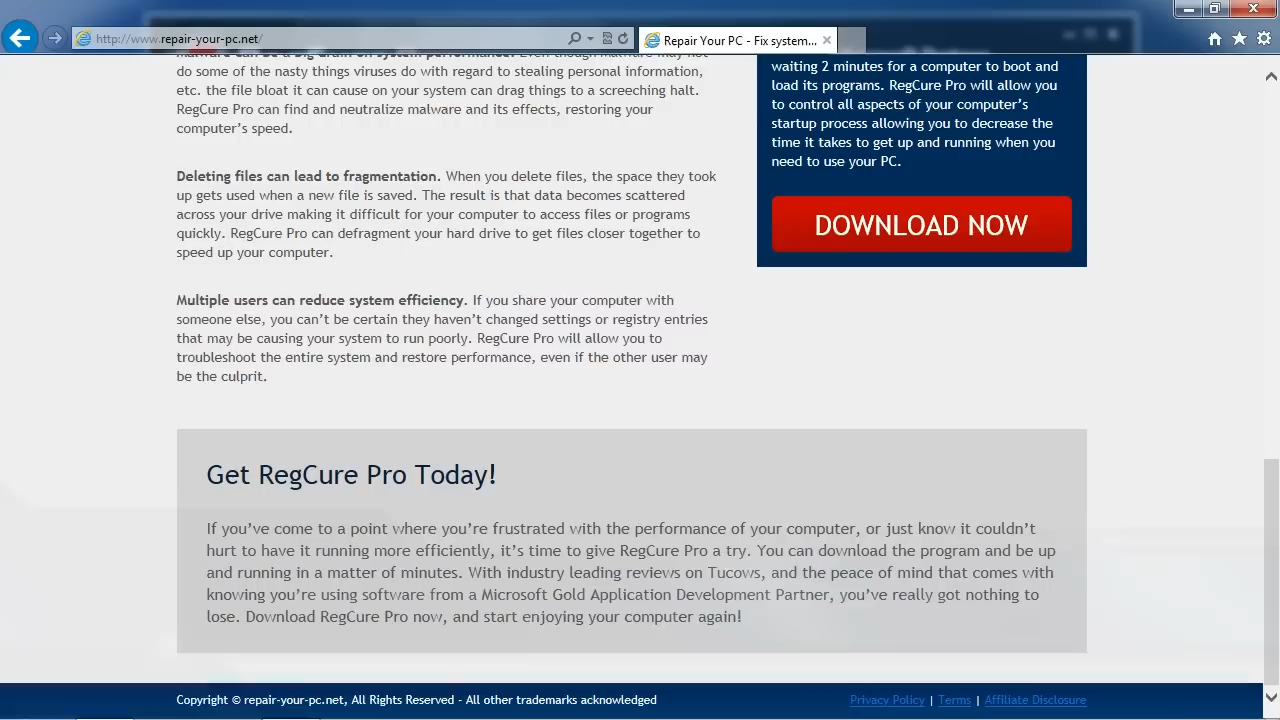 http://www.repair-your-pc.net/
Repair Your PC - Fix system...
do some of the nasty things viruses do with regard to stealing personal information,
etc. the file bloat it can cause on your system can drag things to a screeching halt.
RegCure Pro can find and neutralize malware and its effects, restoring your
computer's speed.
Deleting files can lead to fragmentation. When you delete files, the space they took
up gets used when a new file is saved. The result is that data becomes scattered
across your drive making it difficult for your computer to access files or programs
quickly. RegCure Pro can defragment your hard drive to get files closer together to
speed up your computer.
Multiple users can reduce system efficiency. If you share your computer with
someone else, you can't be certain they haven't changed settings or registry entries
that may be causing your system to run poorly. RegCure Pro will allow you to
troubleshoot the entire system and restore performance, even if the other user may
be the culprit.
waiting 2 minutes for a computer to boot and
load its programs. RegCure Pro will allow you
to control all aspects of your computer's
startup process allowing you to decrease the
time it takes to get up and running when you
need to use your PC.
DOWNLOAD NOW
Get RegCure Pro Today!
If you've come to a point where you're frustrated with the performance of your computer, or just know it couldn't
hurt to have it running more efficiently, it's time to give RegCure Pro a try. You can download the program and be up
and running in a matter of minutes. With industry leading reviews on Tucows, and the peace of mind that comes with
knowing you're using software from a Microsoft Gold Application Development Partner, you've really got nothing to
lose. Download RegCure Pro now, and start enjoying your computer again!
Copyright © repair-your-pc.net, All Rights Reserved - All other trademarks acknowledged
Privacy Policy | Terms | Affiliate Disclosure